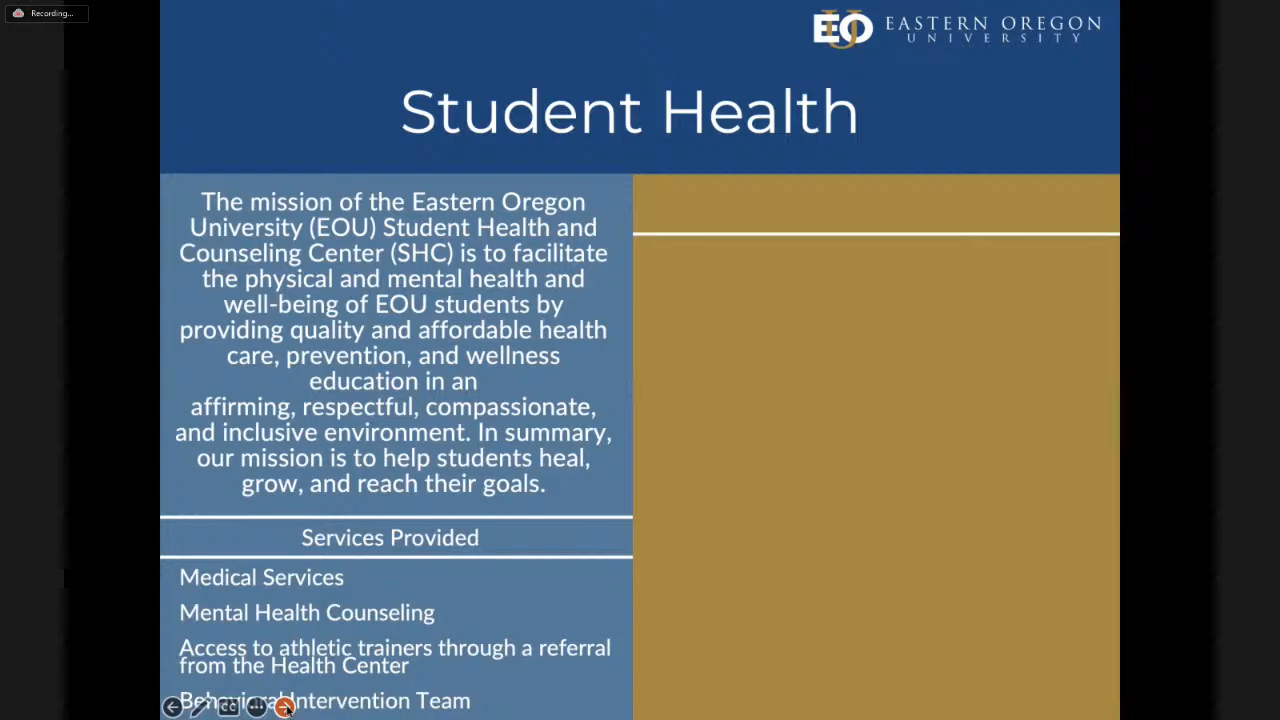 Recording...
EO
EASTERN OREGON
UNIVERSITY
Student Health
The mission of the Eastern Oregon
University (EOU) Student Health and
Counseling Center (SHC) is to facilitate
the physical and mental health and
well-being of EOU students by
providing quality and affordable health
care, prevention, and wellness
education in an
affirming, respectful, compassionate,
and inclusive environment. In summary,
our mission is to help students heal,
grow, and reach their goals.
Services Provided
Medical Services
Mental Health Counseling
Access to athletic trainers through a referral
from the Health Center
Behavioral Intervention Team
CC